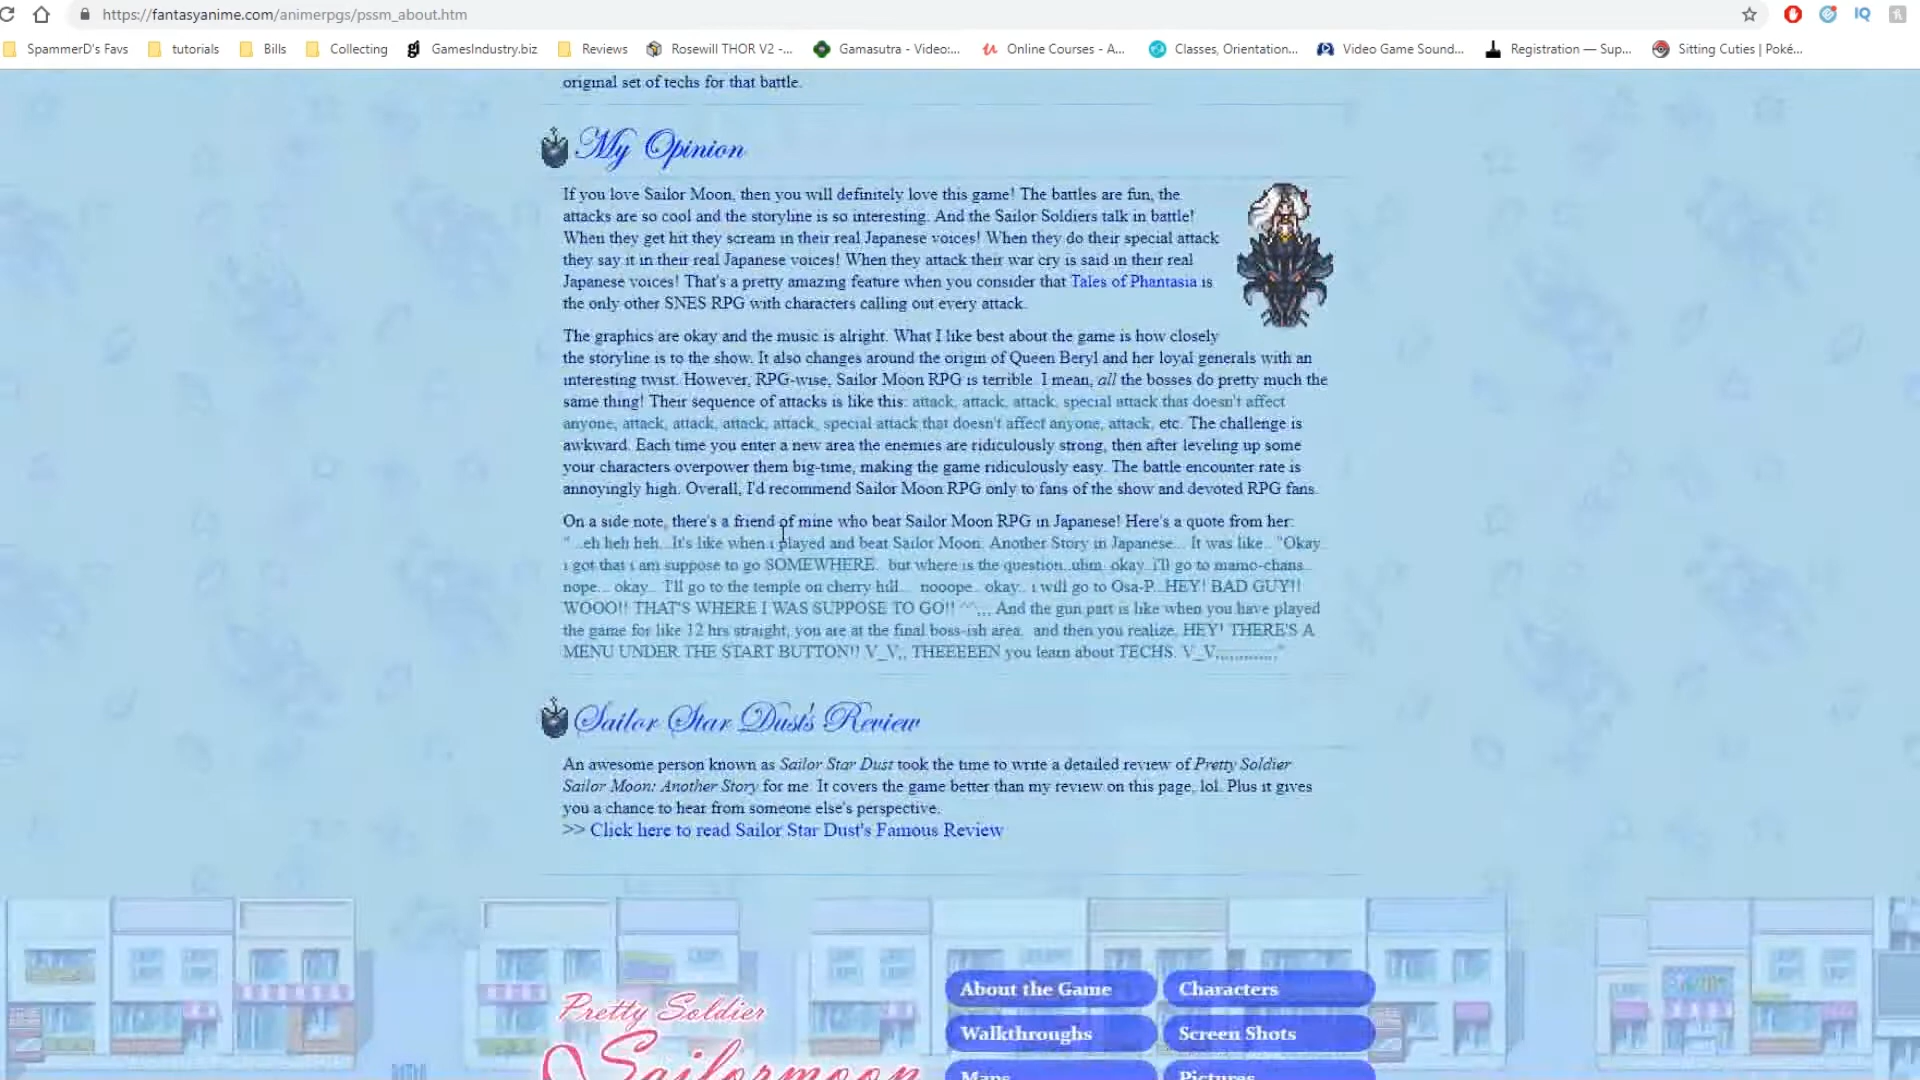 https://fantasyanime.com/animerpgs/pssm_about.htm
SpammerD's Favs tutorials Bills Collecting GamesIndustry.biz Reviews Rosewill THOR V2 -... Gamasutra - Video:... Online Courses - A... Classes, Orientation... Video Game Sound... Registration — Sup... Sitting Cuties | Poké...
original set of techs for that battle.
My Opinion
If you love Sailor Moon, then you will definitely love this game! The battles are fun, the
attacks are so cool and the storyline is so interesting. And the Sailor Soldiers talk in battle!
When they get hit they scream in their real Japanese voices! When they do their special attack
they say it in their real Japanese voices! When they attack their war cry is said in their real
Japanese voices! That's a pretty amazing feature when you consider that Tales of Phantasia is
the only other SNES RPG with characters calling out every attack.
The graphics are okay and the music is alright. What I like best about the game is how closely
the storyline is to the show. It also changes around the origin of Queen Beryl and her loyal generals with an
interesting twist. However, RPG-wise, Sailor Moon RPG is terrible. I mean, all the bosses do pretty much the
same thing! Their sequence of attacks is like this: attack, attack, attack, special attack that doesn't affect
anyone, attack, attack, attack, attack, special attack that doesn't affect anyone, attack, etc. The challenge is
awkward. Each time you enter a new area the enemies are ridiculously strong, then after leveling up some
your characters overpower them big-time, making the game ridiculously easy. The battle encounter rate is
annoyingly high. Overall, I'd recommend Sailor Moon RPG only to fans of the show and devoted RPG fans.
On a side note, there's a friend of mine who beat Sailor Moon RPG in Japanese! Here's a quote from her:
" ..eh heh heh.. It's like when i played and beat Sailor Moon: Another Story in Japanese... It was like.. "Okay..
i got that i am suppose to go SOMEWHERE.. but where is the question..uhm. okay..i'll go to mamo-chans...
nope... okay... I'll go to the temple on cherry hill... nooope.. okay.. i will go to Osa-P...HEY! BAD GUY!!
WOOO!! THAT'S WHERE I WAS SUPPOSE TO GO!! ^^,,, And the gun part is like when you have played
the game for like 12 hrs straight, you are at the final boss-ish area.. and then you realize, HEY! THERE'S A
MENU UNDER THE START BUTTON!! V_V,, THEEEEEN you learn about TECHS. V_V,,,,,,,,,,,,,"
Sailor Star Dust's Review
An awesome person known as Sailor Star Dust took the time to write a detailed review of Pretty Soldier
Sailor Moon: Another Story for me. It covers the game better than my review on this page, lol. Plus it gives
you a chance to hear from someone else's perspective.
>> Click here to read Sailor Star Dust's Famous Review
About the Game Characters
Pretty Soldier
Walkthroughs Screen Shots
Sailormoon
Maps Pictures